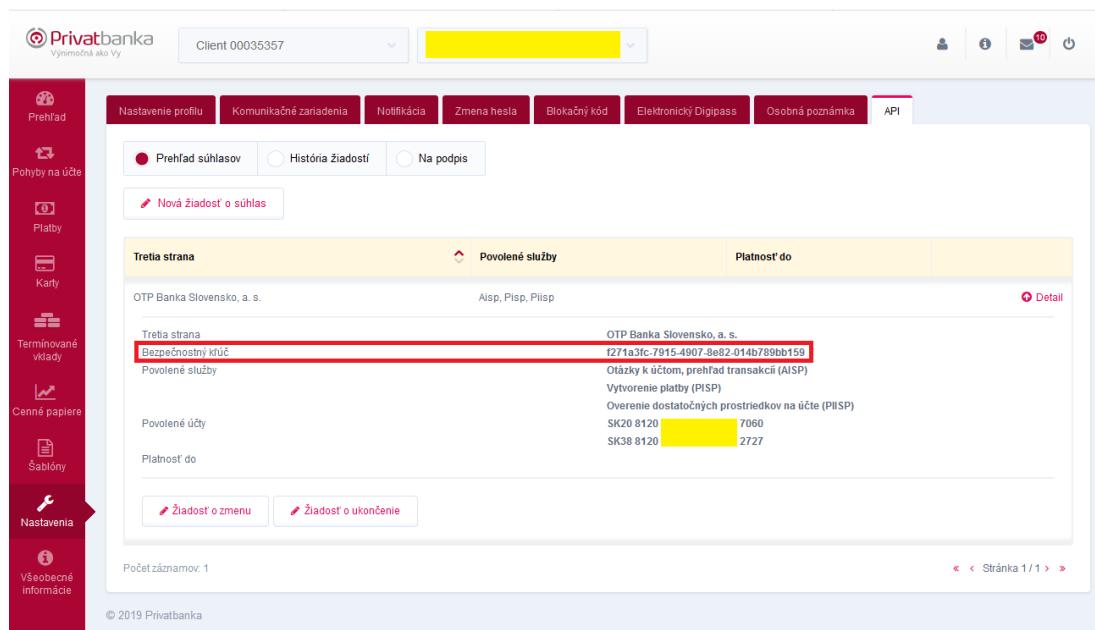 Privatbanka
Výnimočná ako Vy
Client 00035357
10
Prehľad
Pohyby na účte
Platby
Karty
Termínované vklady
Cenné papiere
Šablóny
Nastavenia
Všeobecné informácie
Nastavenie profilu Komunikačné zariadenia Notifikácia Zmena hesla Blokačný kód Elektronický Digipass Osobná poznámka API
Prehľad súhlasov História žiadostí Na podpis
Nová žiadosť o súhlas
Tretia strana Povolené služby Platnosť do
OTP Banka Slovensko, a. s. Aisp, Pisp, Piisp Detail
Tretia strana OTP Banka Slovensko, a. s.
Bezpečnostný kľúč f271a3fc-7915-4907-8e82-014b789bb159
Povolené služby Otázky k účtom, prehľad transakcií (AISP)
Vytvorenie platby (PISP)
Overenie dostatočných prostriedkov na účte (PIISP)
Povolené účty SK20 8120 7060
SK38 8120 2727
Platnosť do
Žiadosť o zmenu Žiadosť o ukončenie
Počet záznamov: 1 « ‹ Stránka 1 / 1 › »
© 2019 Privatbanka